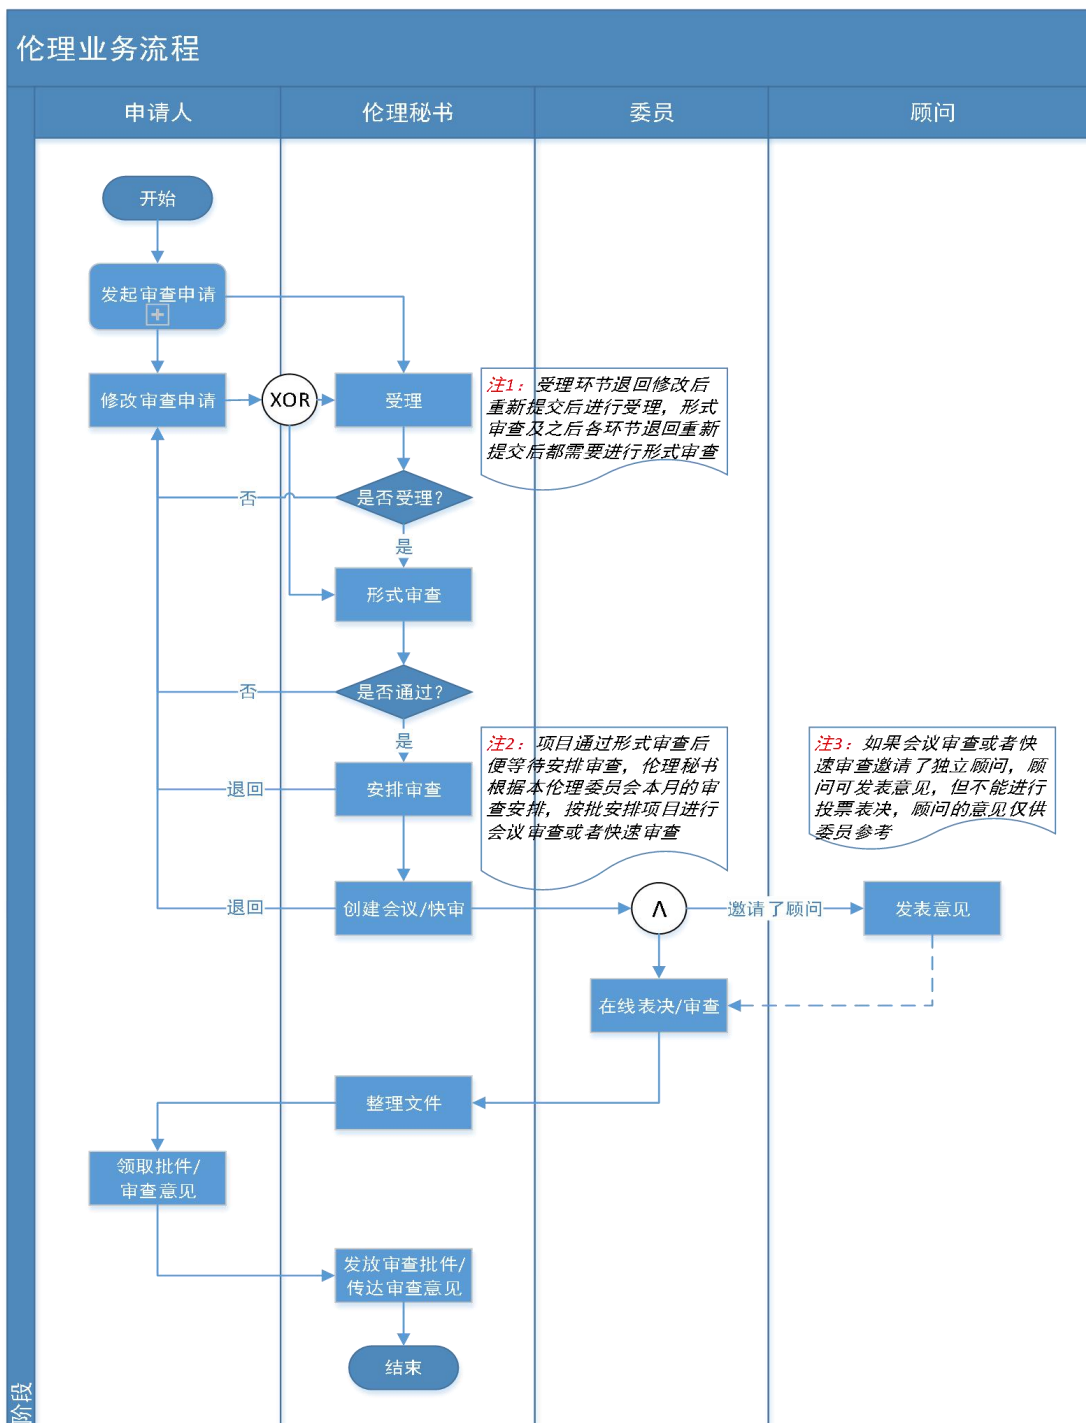 伦理业务流程
申请人
伦理秘书
委员
顾问
开始
发起审查申请
修改审查申请
XOR
受理
注1：受理环节退回修改后
重新提交后进行受理，形式
审查及之后各环节退回重新
提交后都需要进行形式审查
是否受理?
否
是
形式审查
是否通过?
否
是
安排审查
退回
注2：项目通过形式审查后
便等待安排审查，伦理秘书
根据本伦理委员会本月的审
查安排，按批安排项目进行
会议审查或者快速审查
注3：如果会议审查或者快
速审查邀请了独立顾问，顾
问可发表意见，但不能进行
投票表决，顾问的意见仅供
委员参考
退回
创建会议/快审
Λ
邀请了顾问
发表意见
在线表决/审查
整理文件
领取批件/
审查意见
发放审查批件/
传达审查意见
结束
阶段